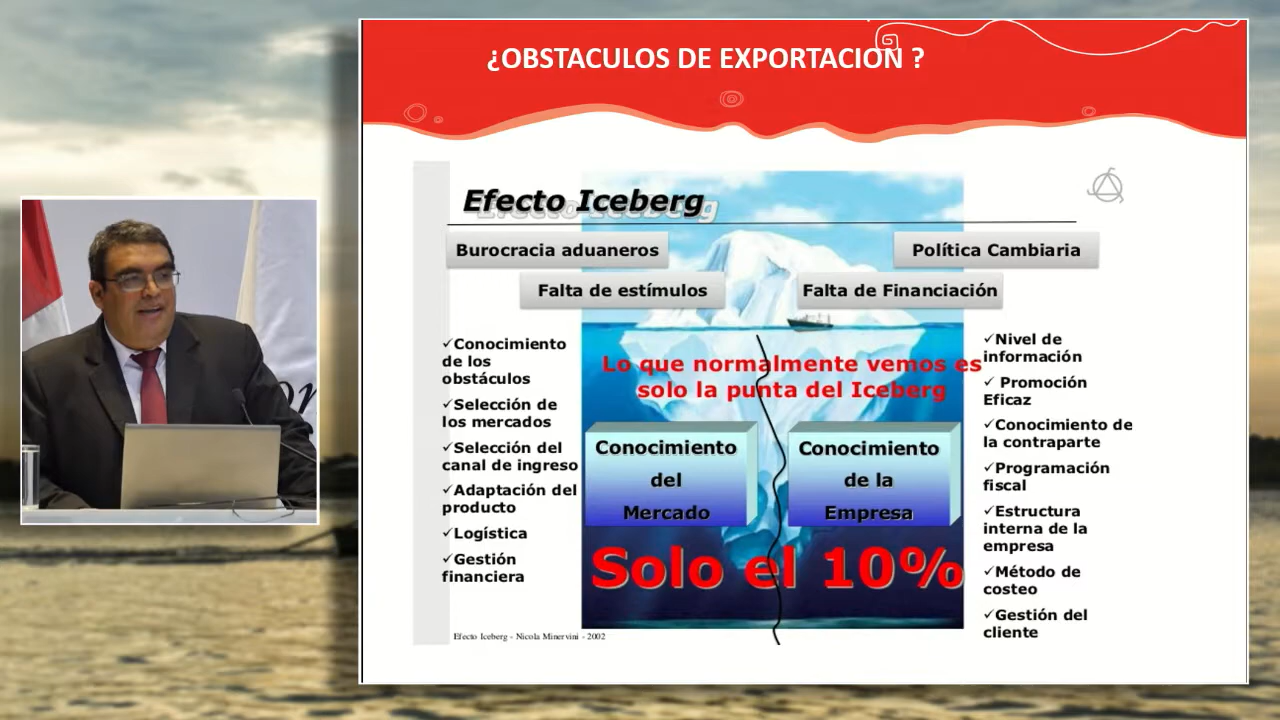 ¿OBSTACULOS DE EXPORTACION ?
Efecto Iceberg
Burocracia aduaneros
Política Cambiaria
Falta de estímulos
Falta de Financiación
✓Conocimiento
de los
obstáculos
✓Selección de
los mercados
✓Selección del
canal de ingreso
✓Adaptación del
producto
✓Logística
✓Gestión
financiera
Lo que normalmente vemos es
solo la punta del Iceberg
Conocimiento
del
Mercado
Conocimiento
de la
Empresa
Solo el 10%
✓Nivel de
información
✓ Promoción
Eficaz
✓Conocimiento de
la contraparte
✓Programación
fiscal
✓Estructura
interna de la
empresa
✓Método de
costeo
✓Gestión del
cliente
Efecto Iceberg - Nicola Minervini - 2002